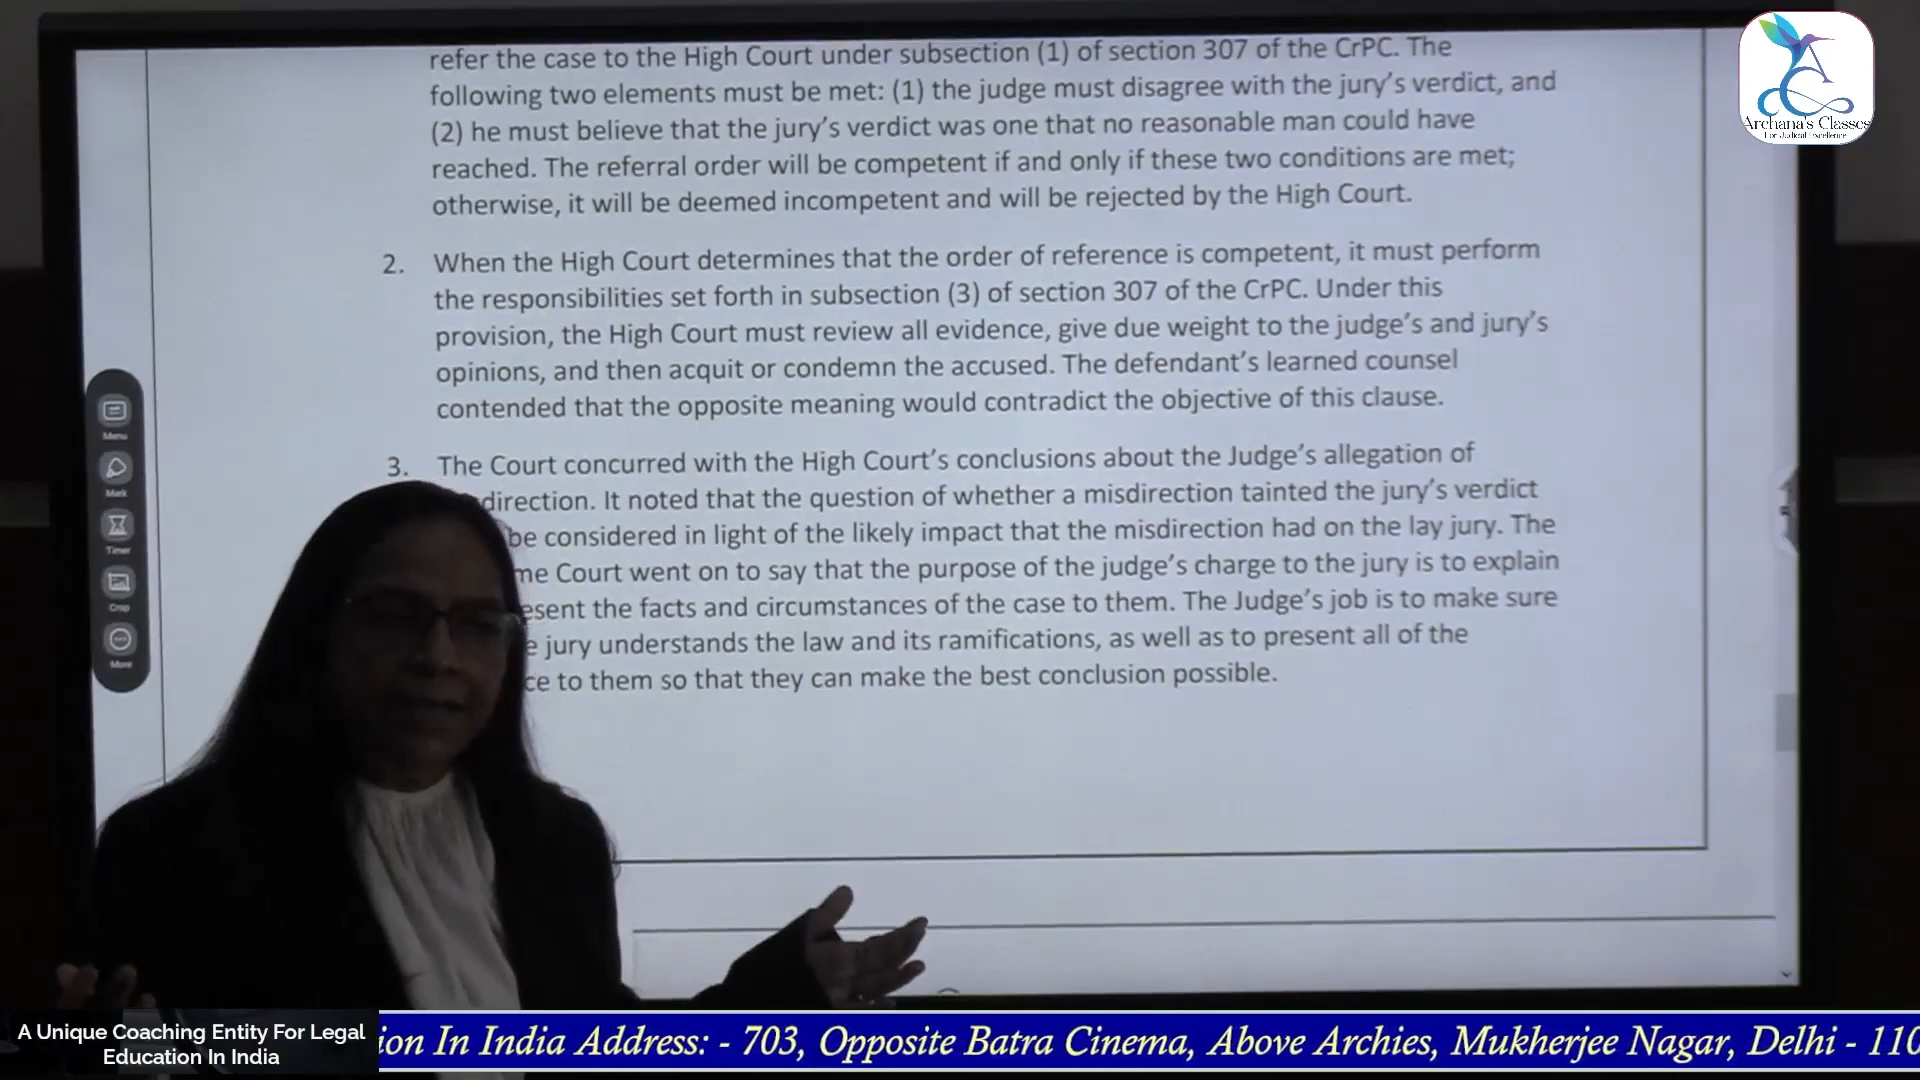 refer the case to the High Court under subsection (1) of section 307 of the CrPC. The
following two elements must be met: (1) the judge must disagree with the jury's verdict, and
(2) he must believe that the jury's verdict was one that no reasonable man could have
reached. The referral order will be competent if and only if these two conditions are met;
otherwise, it will be deemed incompetent and will be rejected by the High Court.
2. When the High Court determines that the order of reference is competent, it must perform
the responsibilities set forth in subsection (3) of section 307 of the CrPC. Under this
provision, the High Court must review all evidence, give due weight to the judge's and jury's
opinions, and then acquit or condemn the accused. The defendant's learned counsel
contended that the opposite meaning would contradict the objective of this clause.
3. The Court concurred with the High Court's conclusions about the Judge's allegation of
direction. It noted that the question of whether a misdirection tainted the jury's verdict
be considered in light of the likely impact that the misdirection had on the lay jury. The
me Court went on to say that the purpose of the judge's charge to the jury is to explain
esent the facts and circumstances of the case to them. The Judge's job is to make sure
e jury understands the law and its ramifications, as well as to present all of the
ce to them so that they can make the best conclusion possible.
Menu
Mark
Timer
Crop
More
Archana's Classes
For Judicial Excellence
A Unique Coaching Entity For Legal
Education In India
ion In India Address: - 703, Opposite Batra Cinema, Above Archies, Mukherjee Nagar, Delhi - 110